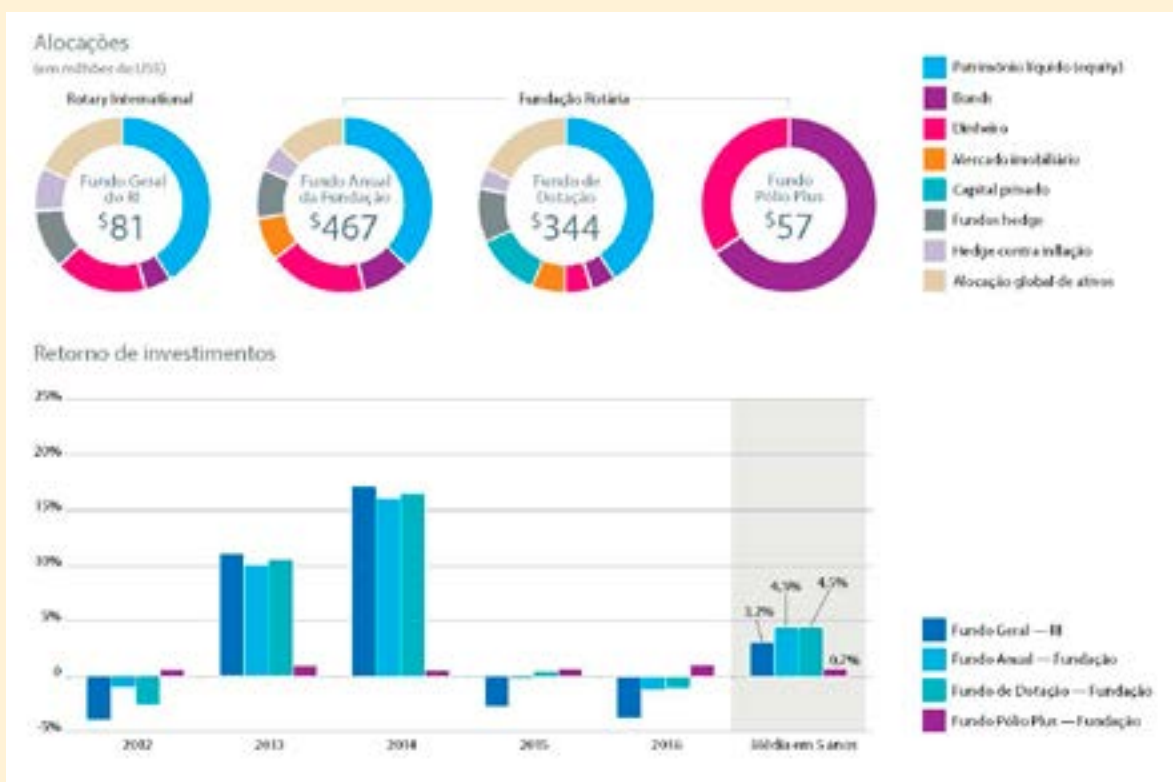 Alocações
(em milhões de US$)
Rotary International
Fundação Rotária
Fundo Geral
do RI
$81
Fundo Anual
da Fundação
$467
Fundo de
Dotação
$344
Fundo
Pólio Plus
$57
Patrimônio líquido (equity)
Bonds
Dinheiro
Mercado imobiliário
Capital privado
Fundos hedge
Hedge contra inflação
Alocação global de ativos
Retorno de investimentos
25%
20%
15%
10%
5%
0
-5%
3,2%
4,5%
0,7%
2013
2014
2015
2016
Média em 5 anos
Fundo Geral — RI
Fundo Anual — Fundação
Fundo de Dotação — Fundação
Fundo Pólio Plus — Fundação